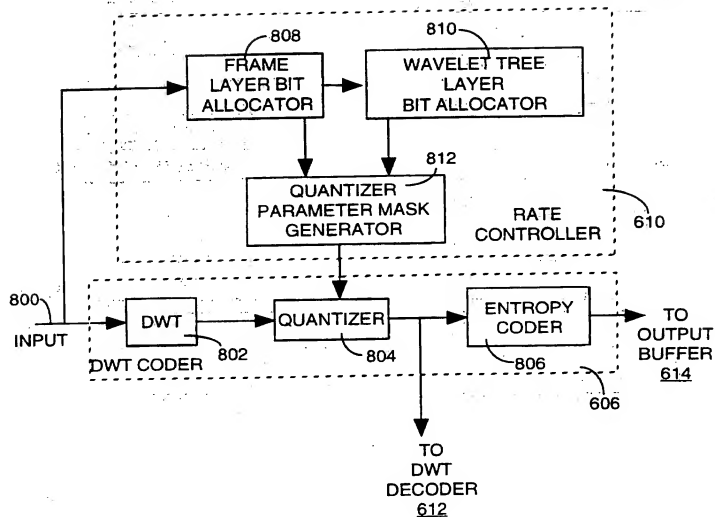 808
FRAME
LAYER BIT
ALLOCATOR
810
WAVELET TREE
LAYER
BIT ALLOCATOR
812
QUANTIZER
PARAMETER MASK
GENERATOR
RATE
CONTROLLER
610
800
INPUT
DWT
802
QUANTIZER
804
ENTROPY
CODER
806
DWT CODER
606
TO
OUTPUT
BUFFER
614
TO
DWT
DECODER
612